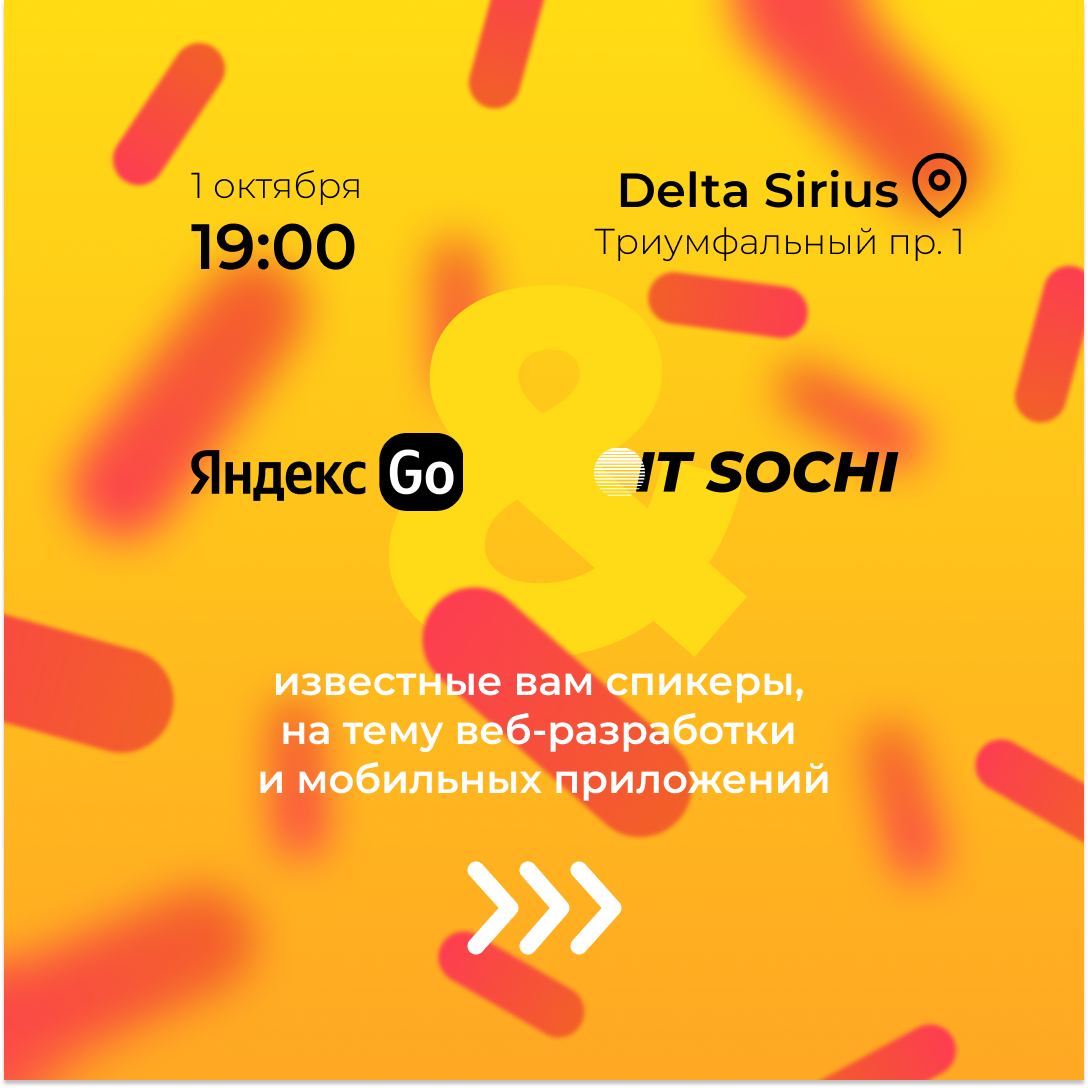 1 октября
19:00
Delta Sirius
Триумфальный пр. 1
&
Яндекс Go
IT SOCHI
известные вам спикеры,
на тему веб-разработки
и мобильных приложений